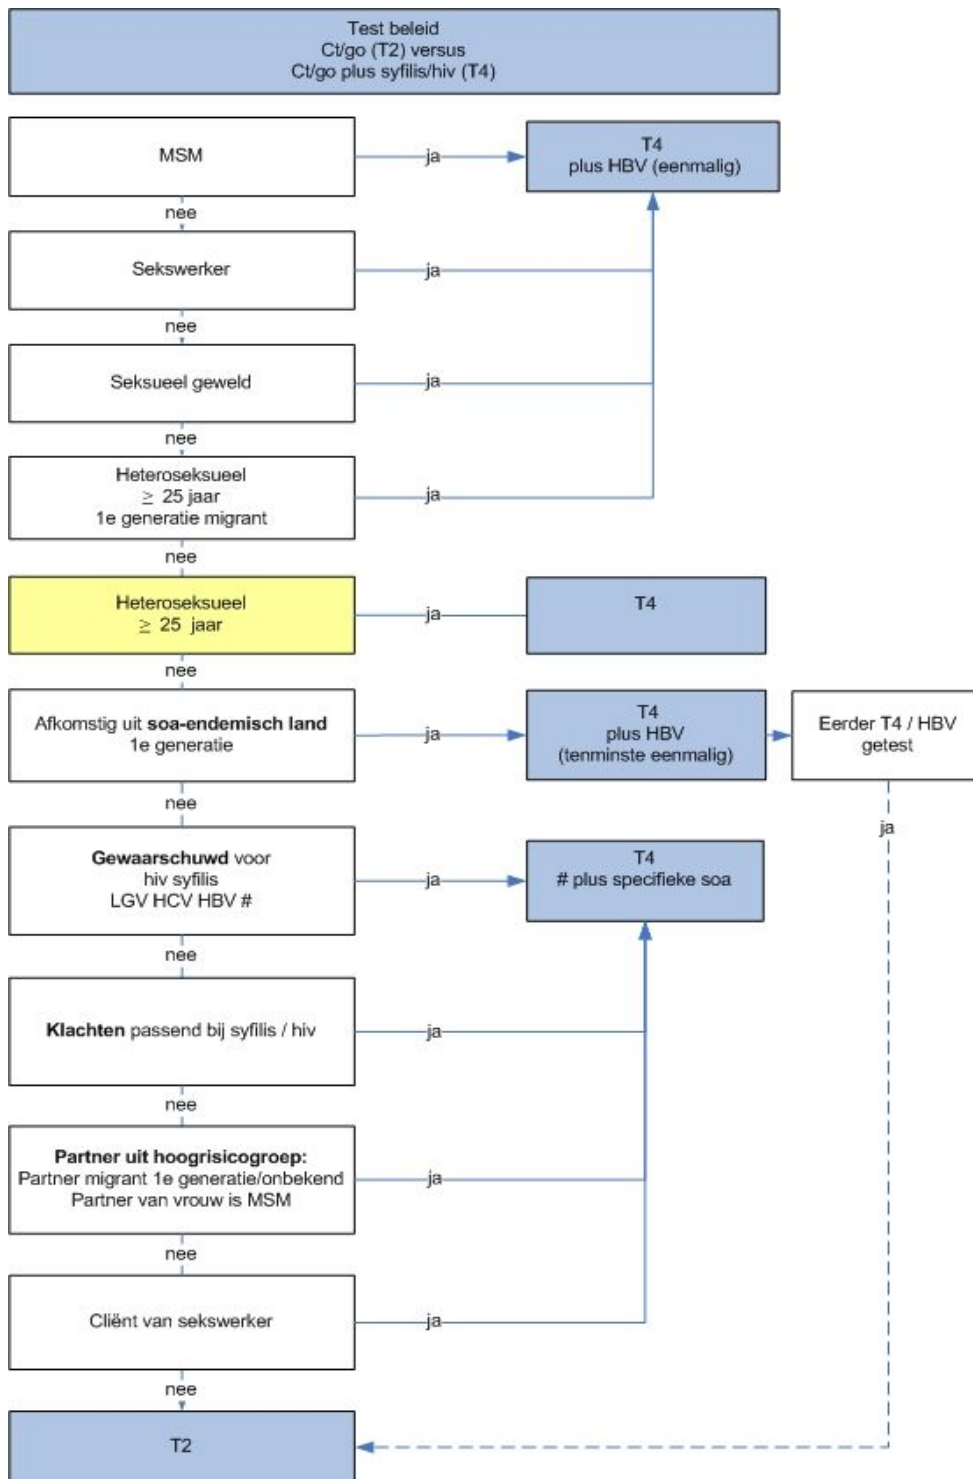 Test beleid
Ct/go (T2) versus
Ct/go plus syfilis/hiv (T4)
MSM
ja
T4
plus HBV (eenmalig)
nee
Sekswerker
ja
nee
Seksueel geweld
ja
nee
Heteroseksueel
≥ 25 jaar
1e generatie migrant
ja
nee
Heteroseksueel
≥ 25 jaar
ja
T4
nee
Afkomstig uit soa-endemisch land
1e generatie
ja
T4
plus HBV
(tenminste eenmalig)
Eerder T4 / HBV
getest
ja
nee
Gewaarschuwd voor
hiv syfilis
LGV HCV HBV #
ja
T4
# plus specifieke soa
nee
Klachten passend bij syfilis / hiv
ja
nee
Partner uit hoogrisicogroep:
Partner migrant 1e generatie/onbekend
Partner van vrouw is MSM
ja
nee
Cliënt van sekswerker
ja
nee
T2